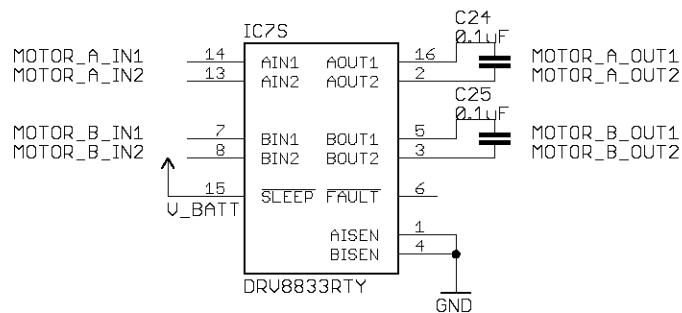 IC7S
C24
0.1uF
MOTOR_A_IN1 14 AIN1 AOUT1 16 MOTOR_A_OUT1
MOTOR_A_IN2 13 AIN2 AOUT2 2 MOTOR_A_OUT2
C25
0.1uF
MOTOR_B_IN1 7 BIN1 BOUT1 5 MOTOR_B_OUT1
MOTOR_B_IN2 8 BIN2 BOUT2 3 MOTOR_B_OUT2
15 SLEEP FAULT 6
V_BATT
AISEN 1
BISEN 4
DRV8833RTY
GND